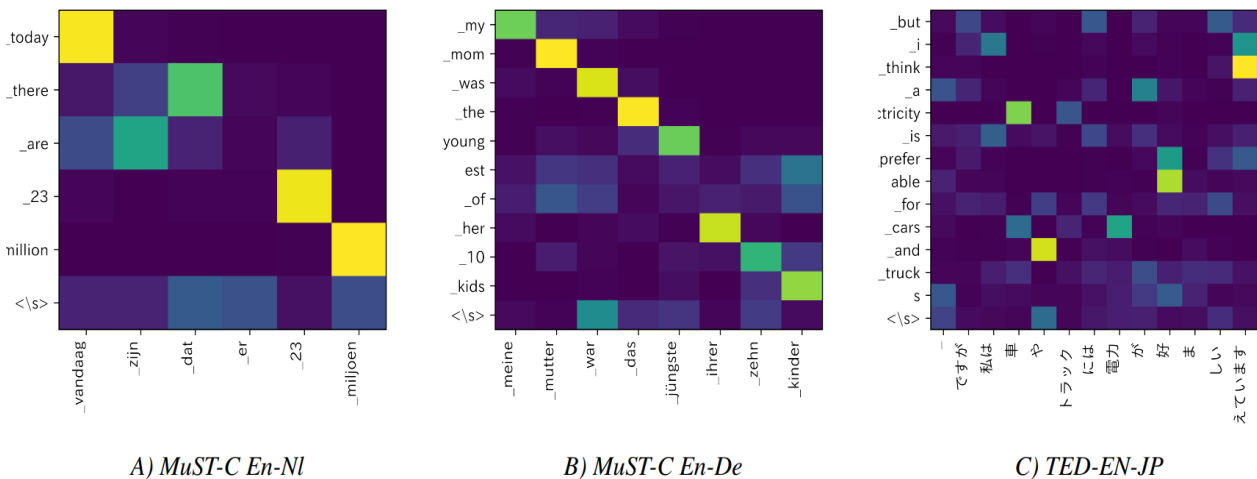 _today
_there
_are
_23
million
<\s>
_vandaag
_zijn
_dat
_er
_23
_miljoen
A) MuST-C En-Nl
_my
_mom
_was
_the
young
est
_of
_her
_10
_kids
<\s>
_meine
_mutter
_war
_das
_jüngste
_ihrer
_zehn
_kinder
B) MuST-C En-De
_but
_i
_think
_a
ctricity
_is
prefer
able
_for
_cars
_and
_truck
s
<\s>
_
ですが
私は
車
や
トラック
には
電力
が
好
ま
しい
えています
C) TED-EN-JP